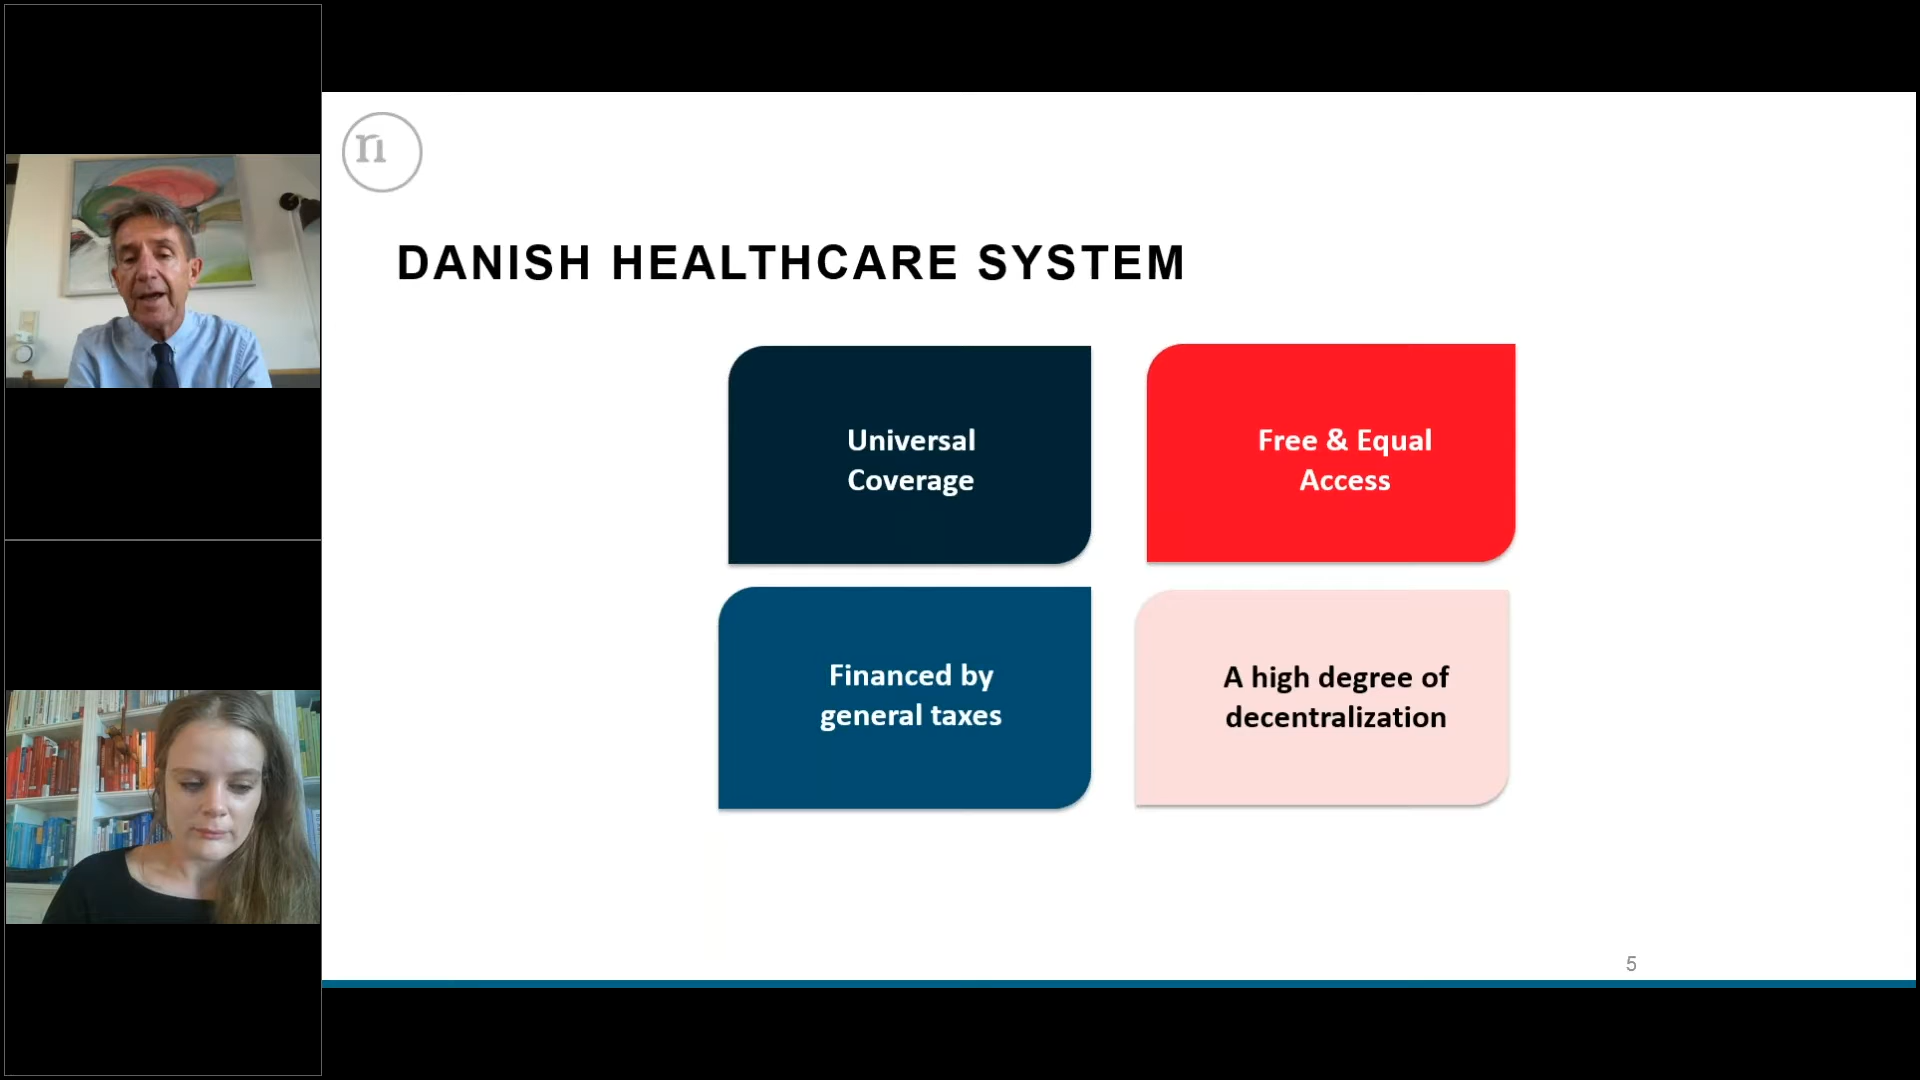 n
DANISH HEALTHCARE SYSTEM
Universal
Coverage
Free & Equal
Access
Financed by
general taxes
A high degree of
decentralization
5